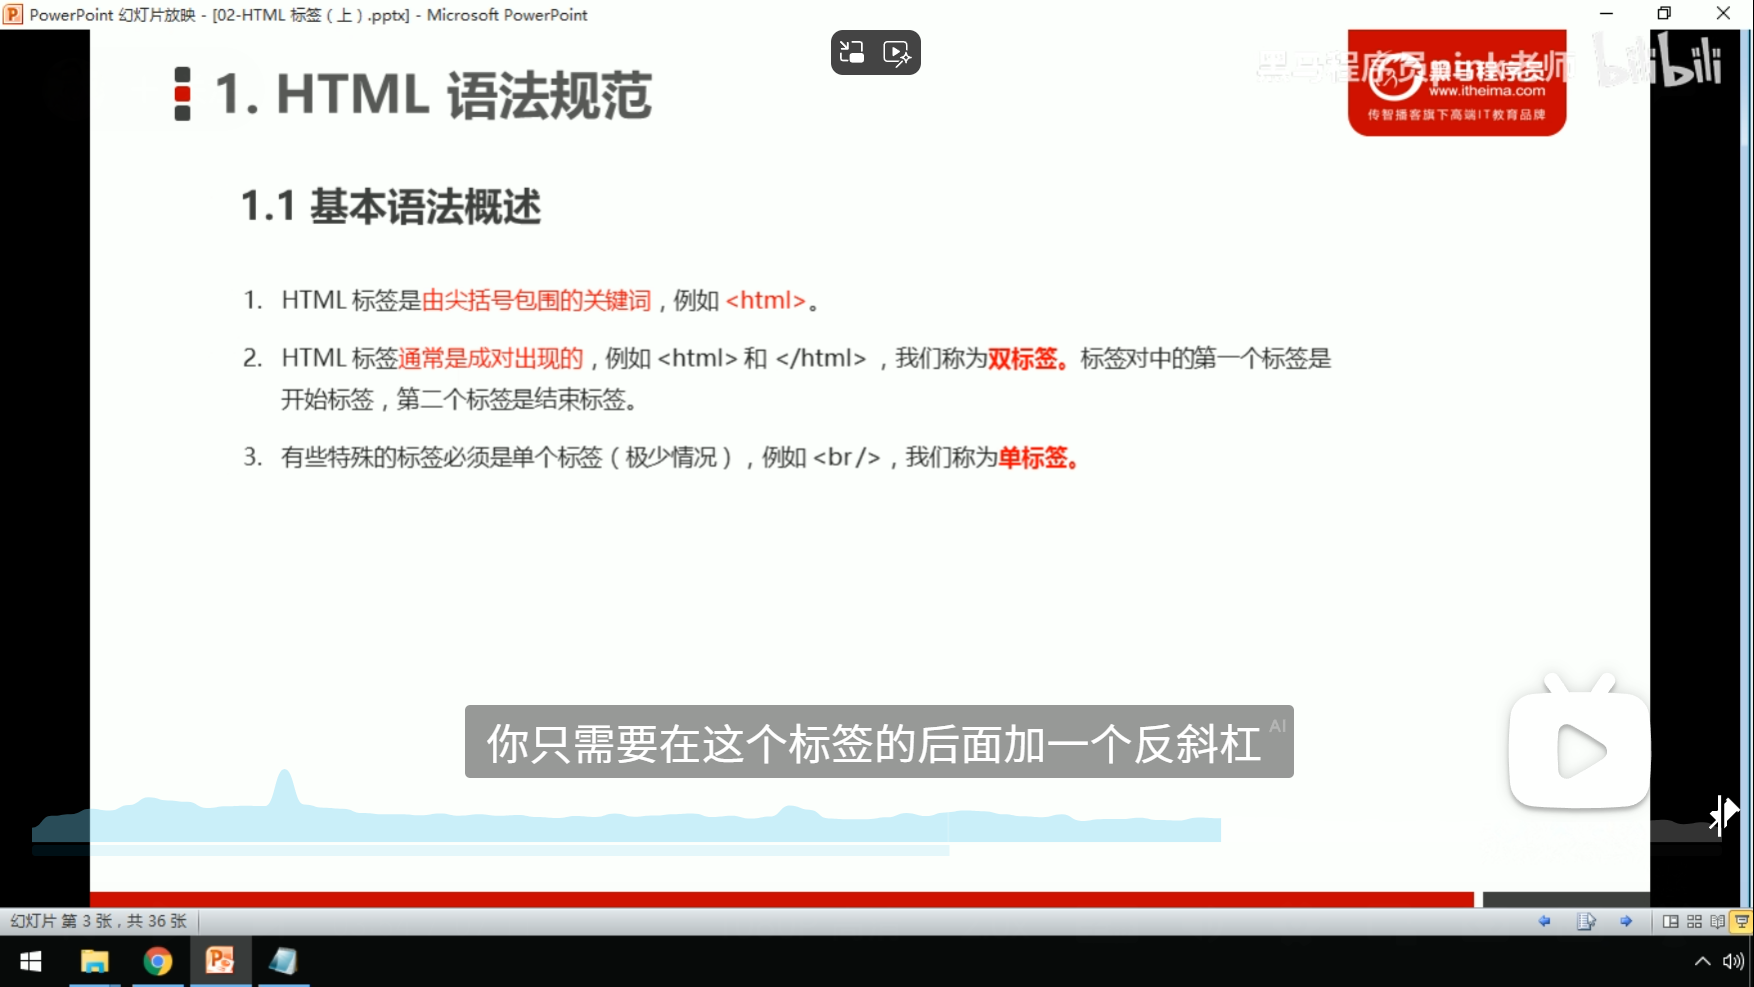 PowerPoint 幻灯片放映 - [02-HTML 标签（上）.pptx] - Microsoft PowerPoint
1. HTML 语法规范
黑马程序员pink老师
bilibili
www.itheima.com
传智播客旗下高端IT教育品牌
1.1 基本语法概述
1. HTML 标签是由尖括号包围的关键词，例如 <html>。
2. HTML 标签通常是成对出现的，例如 <html> 和 </html> ，我们称为双标签。标签对中的第一个标签是
开始标签，第二个标签是结束标签。
3. 有些特殊的标签必须是单个标签（极少情况），例如 <br />，我们称为单标签。
你只需要在这个标签的后面加一个反斜杠
AI
幻灯片 第 3 张，共 36 张